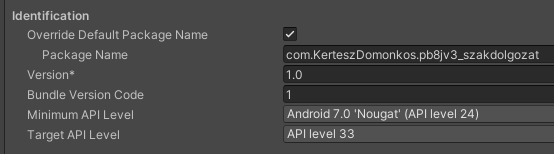 Identification
Override Default Package Name
Package Name com.KerteszDomonkos.pb8jv3_szakdolgozat
Version* 1.0
Bundle Version Code 1
Minimum API Level Android 7.0 'Nougat' (API level 24)
Target API Level API level 33